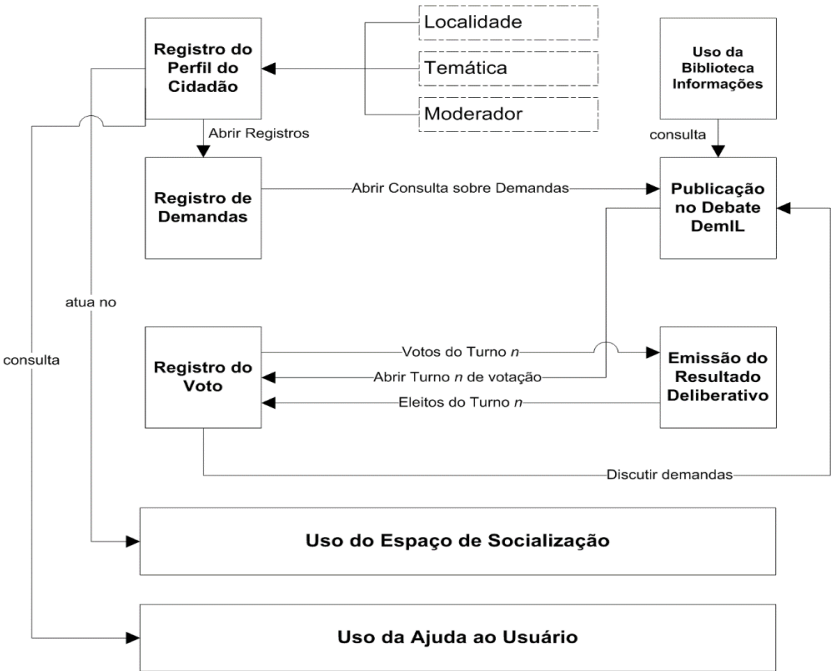 Registro do
Perfil do
Cidadão
Localidade
Temática
Moderador
Uso da
Biblioteca
Informações
Abrir Registros
consulta
Registro de
Demandas
Abrir Consulta sobre Demandas
Publicação
no Debate
DemIL
atua no
consulta
Registro do
Voto
Votos do Turno n
Abrir Turno n de votação
Eleitos do Turno n
Emissão do
Resultado
Deliberativo
Discutir demandas
Uso do Espaço de Socialização
Uso da Ajuda ao Usuário